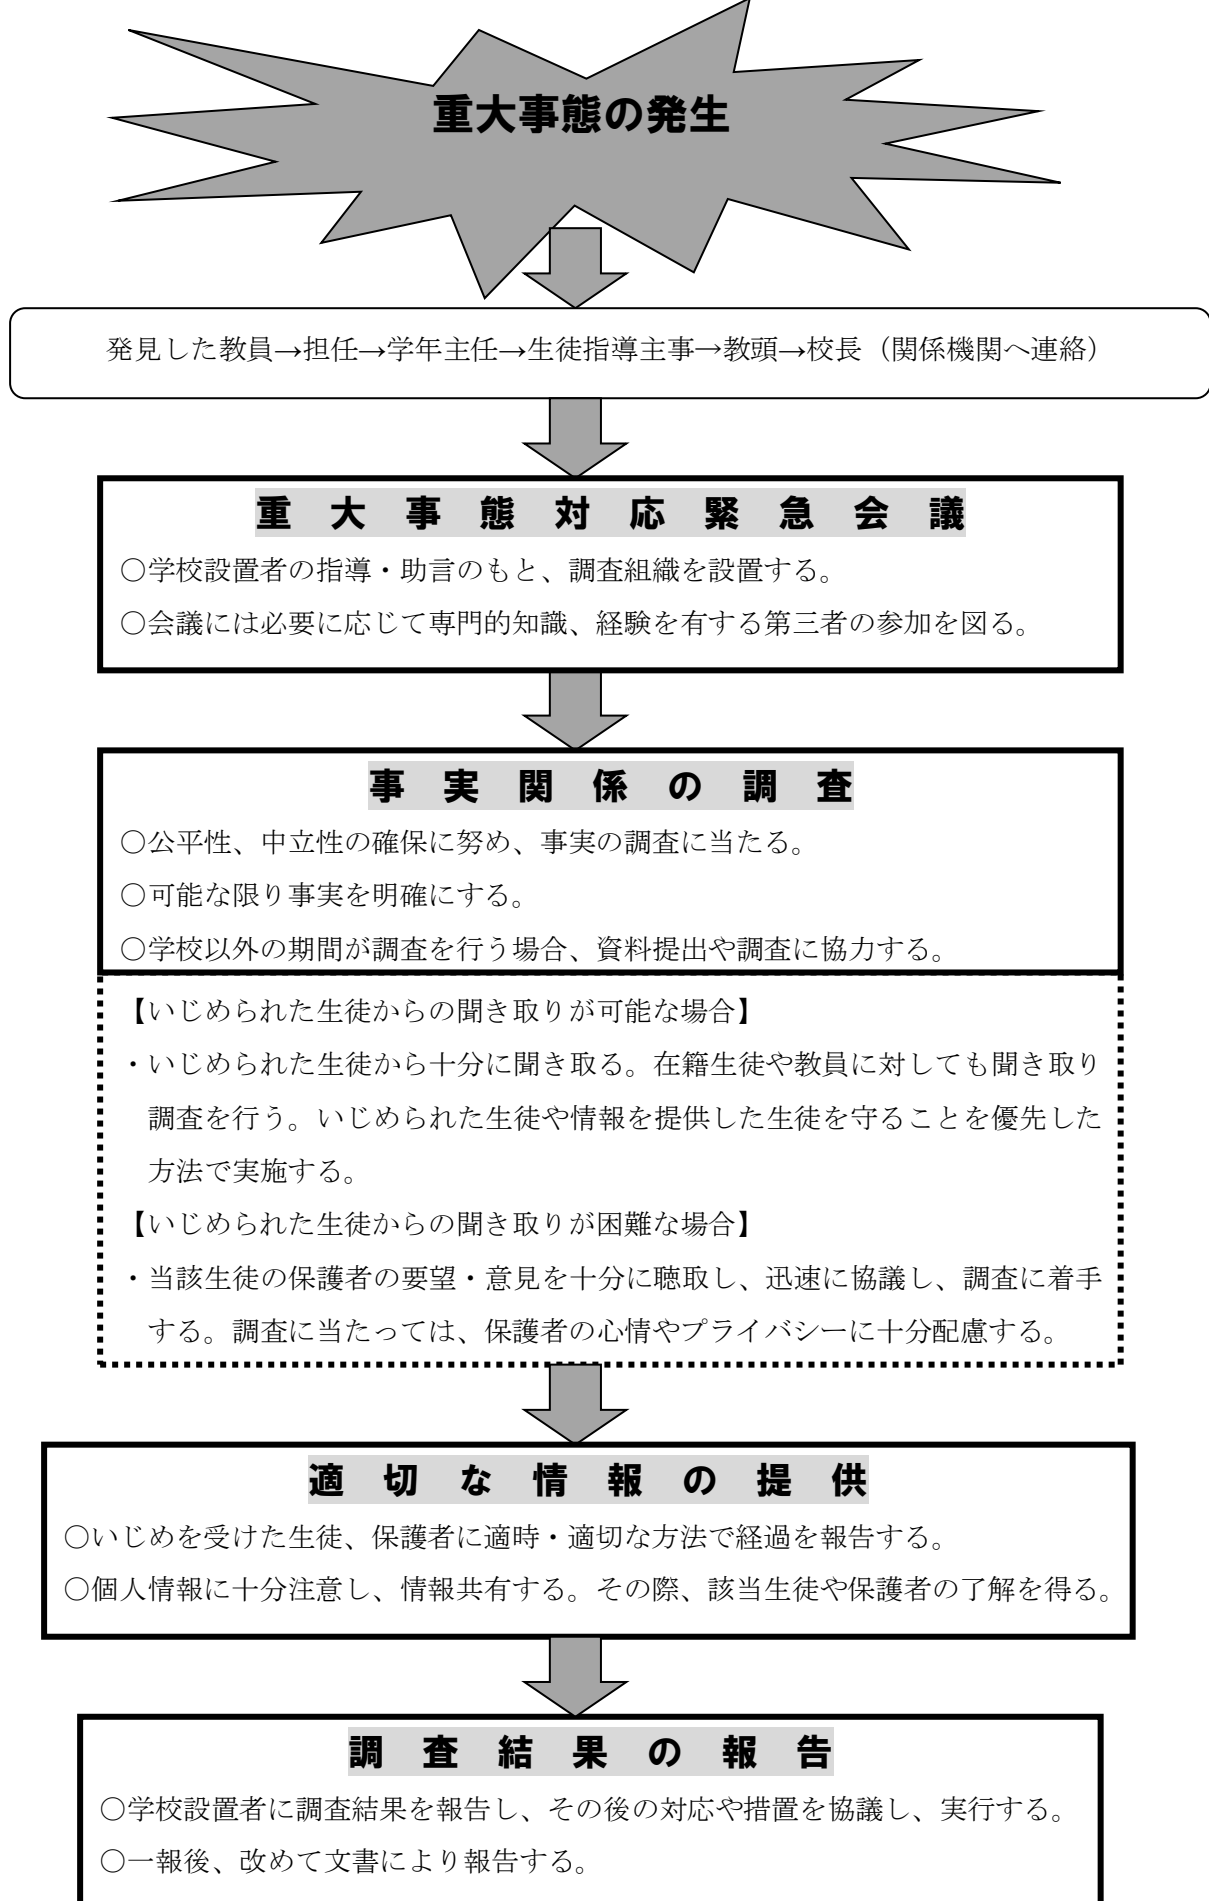 重大事態の発生
発見した教員→担任→学年主任→生徒指導主事→教頭→校長（関係機関へ連絡）
重大事態対応緊急会議
○学校設置者の指導・助言のもと、調査組織を設置する。
○会議には必要に応じて専門的知識、経験を有する第三者の参加を図る。
事実関係の調査
○公平性、中立性の確保に努め、事実の調査に当たる。
○可能な限り事実を明確にする。
○学校以外の期間が調査を行う場合、資料提出や調査に協力する。
【いじめられた生徒からの聞き取りが可能な場合】
・いじめられた生徒から十分に聞き取る。在籍生徒や教員に対しても聞き取り
調査を行う。いじめられた生徒や情報を提供した生徒を守ることを優先した
方法で実施する。
【いじめられた生徒からの聞き取りが困難な場合】
・当該生徒の保護者の要望・意見を十分に聴取し、迅速に協議し、調査に着手
する。調査に当たっては、保護者の心情やプライバシーに十分配慮する。
適切な情報の提供
○いじめを受けた生徒、保護者に適時・適切な方法で経過を報告する。
○個人情報に十分注意し、情報共有する。その際、該当生徒や保護者の了解を得る。
調査結果の報告
○学校設置者に調査結果を報告し、その後の対応や措置を協議し、実行する。
○一報後、改めて文書により報告する。